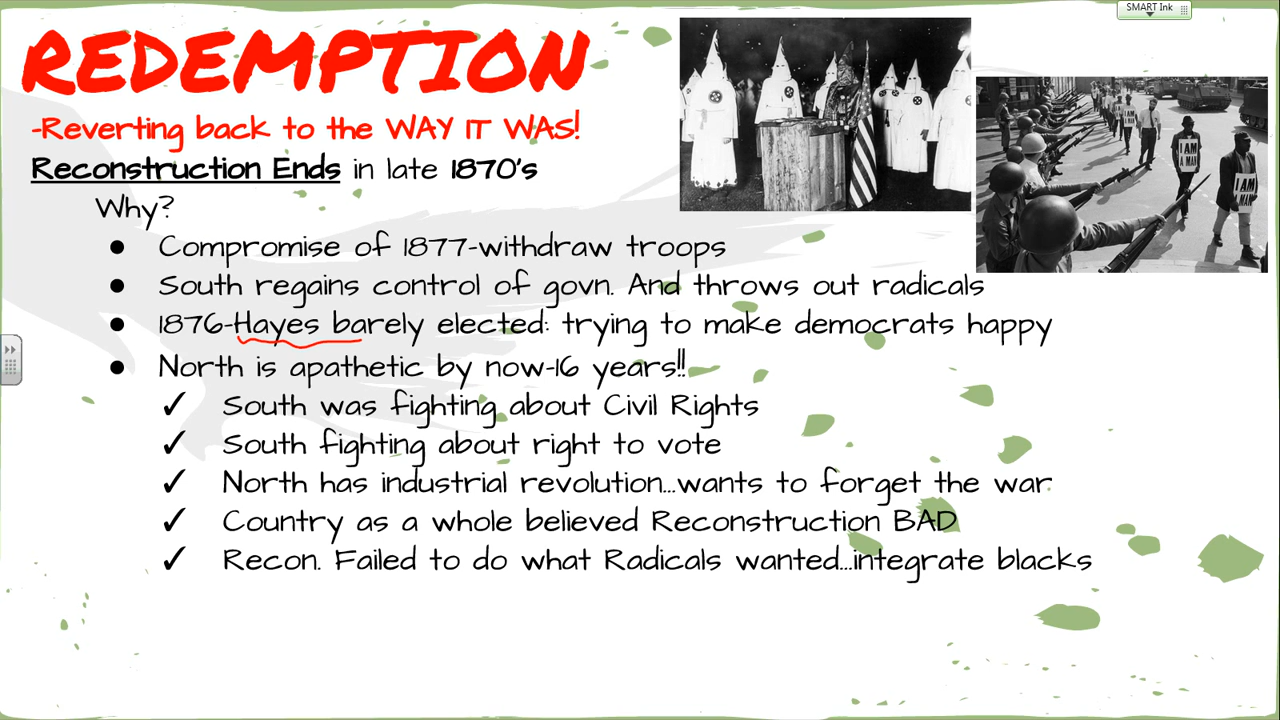 SMART Ink
REDEMPTION
-Reverting back to the WAY IT WAS!
Reconstruction Ends in late 1870's
Why?
● Compromise of 1877-withdraw troops
● South regains control of govn. And throws out radicals
● 1876-Hayes barely elected: trying to make democrats happy
● North is apathetic by now-16 years!!
✓ South was fighting about Civil Rights
✓ South fighting about right to vote
✓ North has industrial revolution...wants to forget the war
✓ Country as a whole believed Reconstruction BAD
✓ Recon. Failed to do what Radicals wanted...integrate blacks
I AM
A MAN
I AM
A MAN